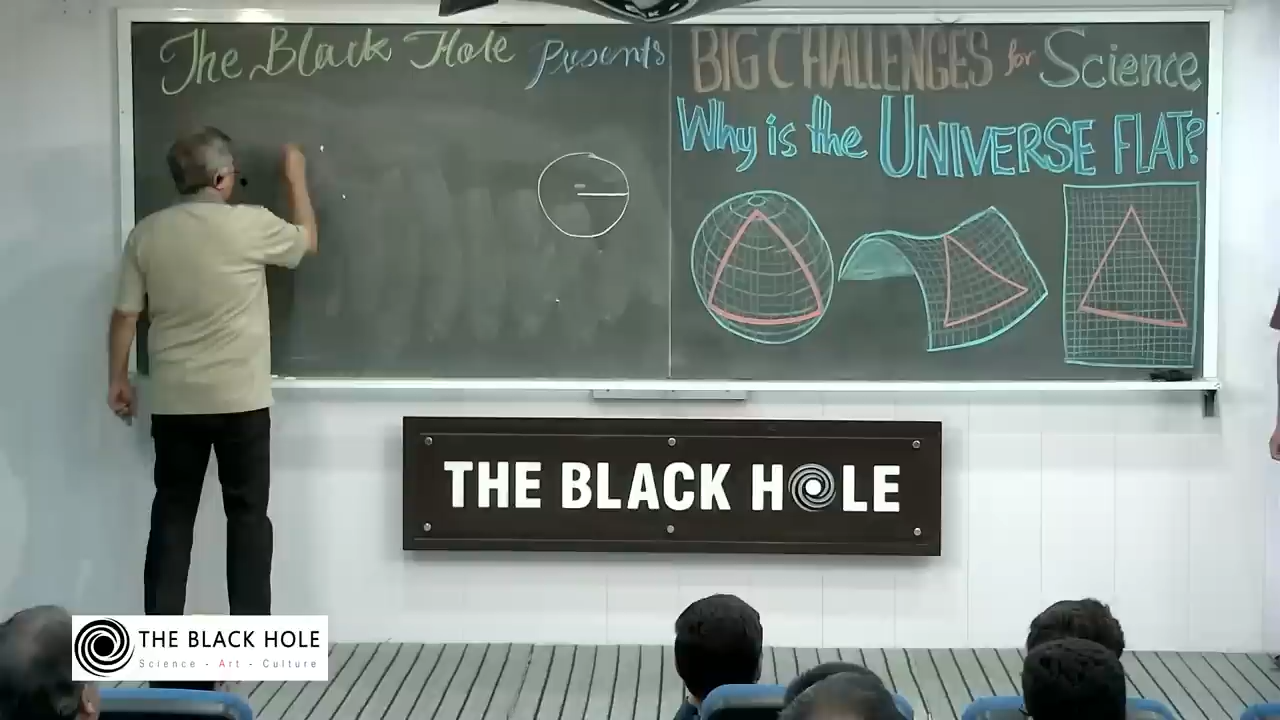 The Black Hole Presents
BIG CHALLENGES for Science
Why is the UNIVERSE FLAT?
THE BLACK HOLE
THE BLACK HOLE
Science - Art - Culture